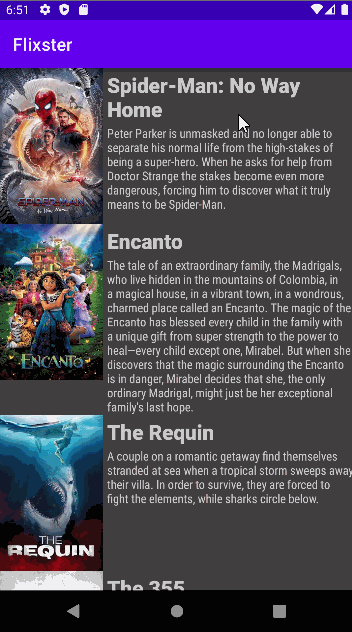 6:51
Flixster
Spider-Man: No Way
Home
Peter Parker is unmasked and no longer able to
separate his normal life from the high-stakes of
being a super-hero. When he asks for help from
Doctor Strange the stakes become even more
dangerous, forcing him to discover what it truly
means to be Spider-Man.
SPIDER-MAN
No Way Home
Encanto
The tale of an extraordinary family, the Madrigals,
who live hidden in the mountains of Colombia, in
a magical house, in a vibrant town, in a wondrous,
charmed place called an Encanto. The magic of the
Encanto has blessed every child in the family with
a unique gift from super strength to the power to
heal—every child except one, Mirabel. But when she
discovers that the magic surrounding the Encanto
is in danger, Mirabel decides that she, the only
ordinary Madrigal, might just be her exceptional
family's last hope.
ENCANTO
The Requin
A couple on a romantic getaway find themselves
stranded at sea when a tropical storm sweeps away
their villa. In order to survive, they are forced to
fight the elements, while sharks circle below.
THE
REQUIN
The 355